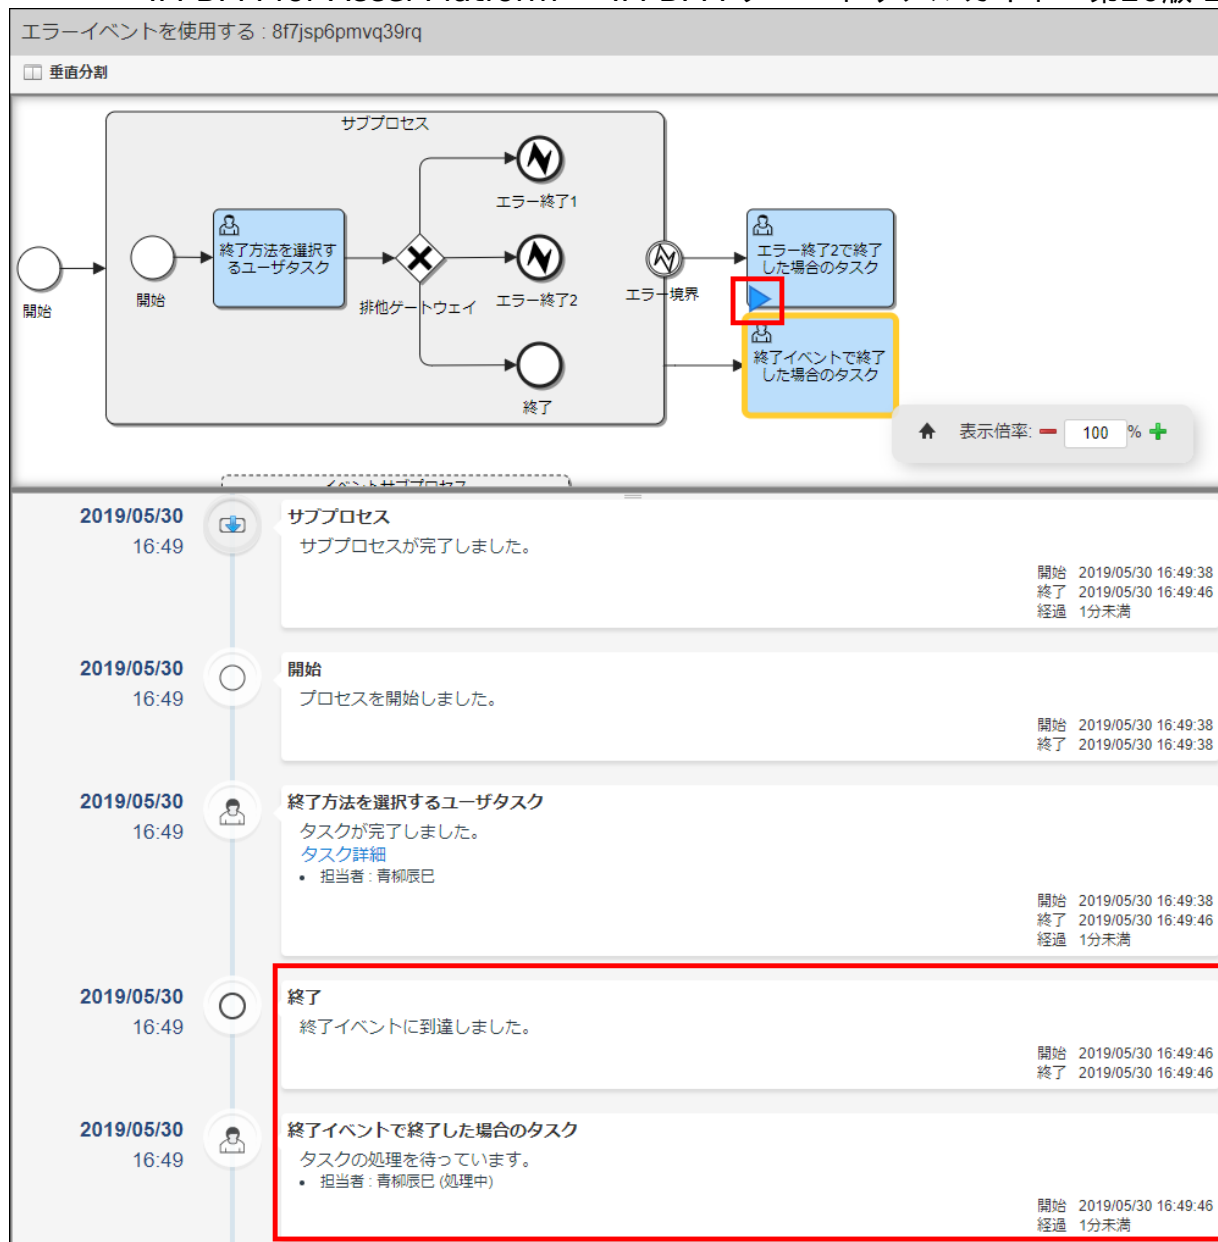 エラーイベントを使用する : 8f7jsp6pmvq39rq
垂直分割
サブプロセス
エラー終了1
終了方法を選択す
るユーザタスク
エラー終了2で終了
した場合のタスク
開始
開始
排他ゲートウェイ
エラー終了2
エラー境界
終了イベントで終了
した場合のタスク
終了
表示倍率: 100 %
イベントサブプロセス
2019/05/30
16:49
サブプロセス
サブプロセスが完了しました。
開始 2019/05/30 16:49:38
終了 2019/05/30 16:49:46
経過 1分未満
2019/05/30
16:49
開始
プロセスを開始しました。
開始 2019/05/30 16:49:38
終了 2019/05/30 16:49:38
2019/05/30
16:49
終了方法を選択するユーザタスク
タスクが完了しました。
タスク詳細
• 担当者 : 青柳辰巳
開始 2019/05/30 16:49:38
終了 2019/05/30 16:49:46
経過 1分未満
2019/05/30
16:49
終了
終了イベントに到達しました。
開始 2019/05/30 16:49:46
終了 2019/05/30 16:49:46
2019/05/30
16:49
終了イベントで終了した場合のタスク
タスクの処理を待っています。
• 担当者 : 青柳辰巳 (処理中)
開始 2019/05/30 16:49:46
経過 1分未満